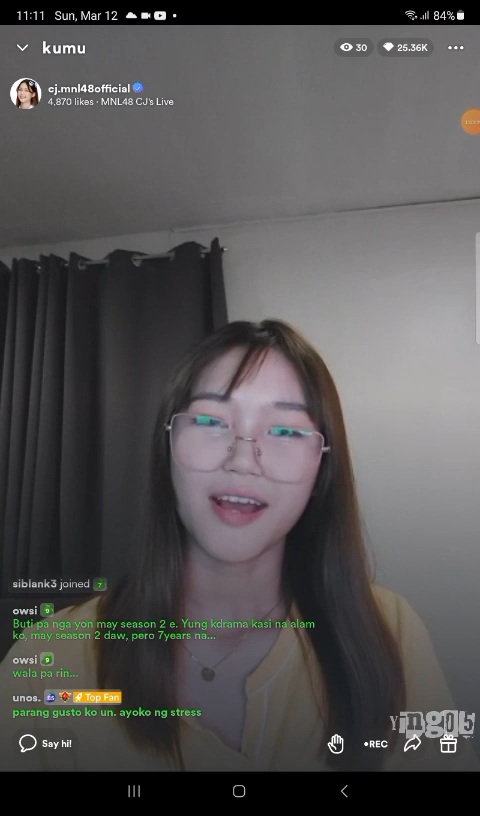 11:11 Sun, Mar 12 84%
kumu
30
25.36K
cj.mnl48official
4,870 likes · MNL48 CJ's Live
siblank3 joined 7
owsi 9
Buti pa nga yon may season 2 e. Yung kdrama kasi na alam
ko, may season 2 daw, pero 7years na...
owsi 9
wala pa rin...
unos. Top Fan
parang gusto ko un. ayoko ng stress
Say hi!
•REC